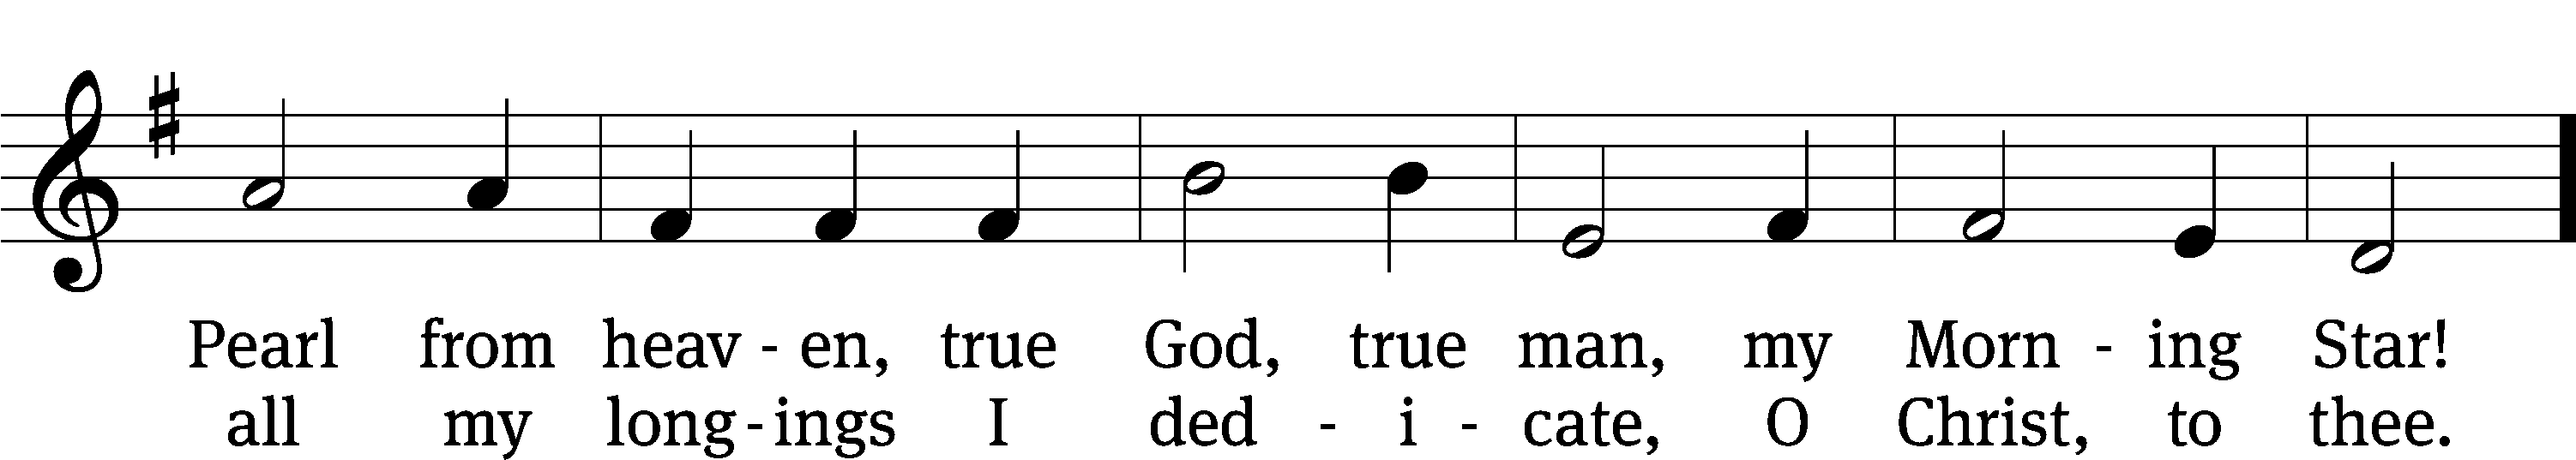 Pearl from heav - en, true God, true man, my Morn - ing Star!
all my long - ings I ded - i - cate, O Christ, to thee.